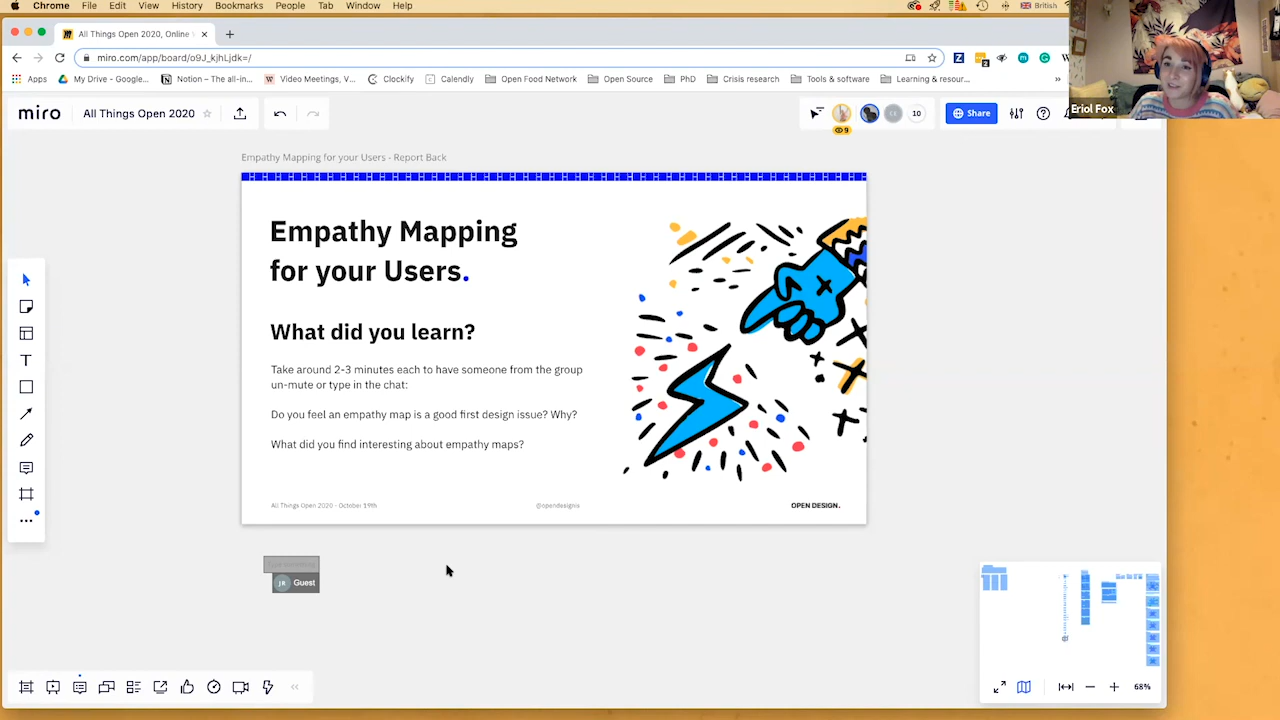 Chrome File Edit View History Bookmarks People Tab Window Help British
All Things Open 2020, Online
miro.com/app/board/o9J_kjhLjdk=/
Apps My Drive - Google... Notion – The all-in... Video Meetings, V... Clockify Calendly Open Food Network Open Source PhD Crisis research Tools & software Learning & resour... »
Eriol Fox
miro All Things Open 2020 10 Share
9
Empathy Mapping for your Users - Report Back
Empathy Mapping
for your Users.
What did you learn?
Take around 2-3 minutes each to have someone from the group
un-mute or type in the chat:
Do you feel an empathy map is a good first design issue? Why?
What did you find interesting about empathy maps?
All Things Open 2020 - October 19th @opendesignis OPEN DESIGN.
JR Guest
68%